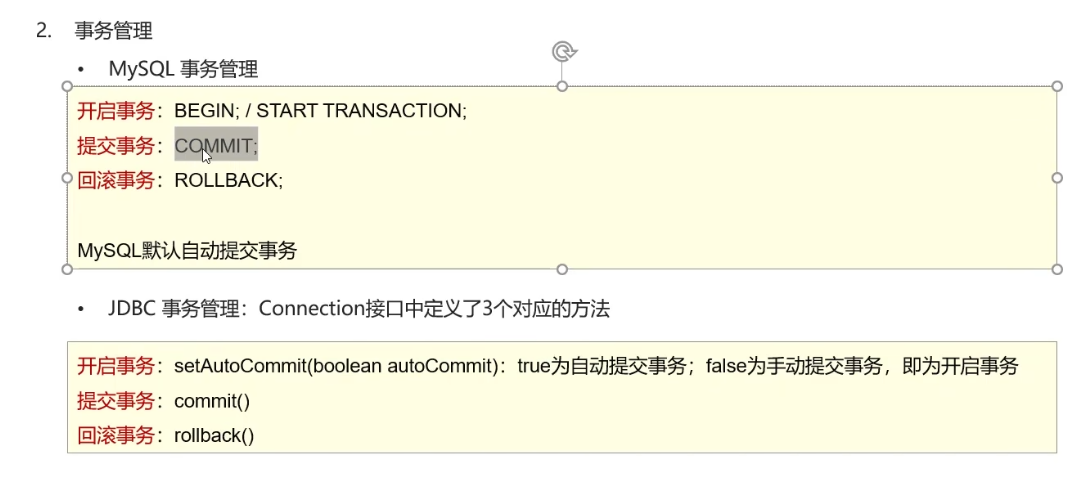 2. 事务管理
• MySQL 事务管理
开启事务：BEGIN; / START TRANSACTION;
提交事务：COMMIT;
回滚事务：ROLLBACK;
MySQL默认自动提交事务
• JDBC 事务管理：Connection接口中定义了3个对应的方法
开启事务：setAutoCommit(boolean autoCommit)：true为自动提交事务；false为手动提交事务，即为开启事务
提交事务：commit()
回滚事务：rollback()